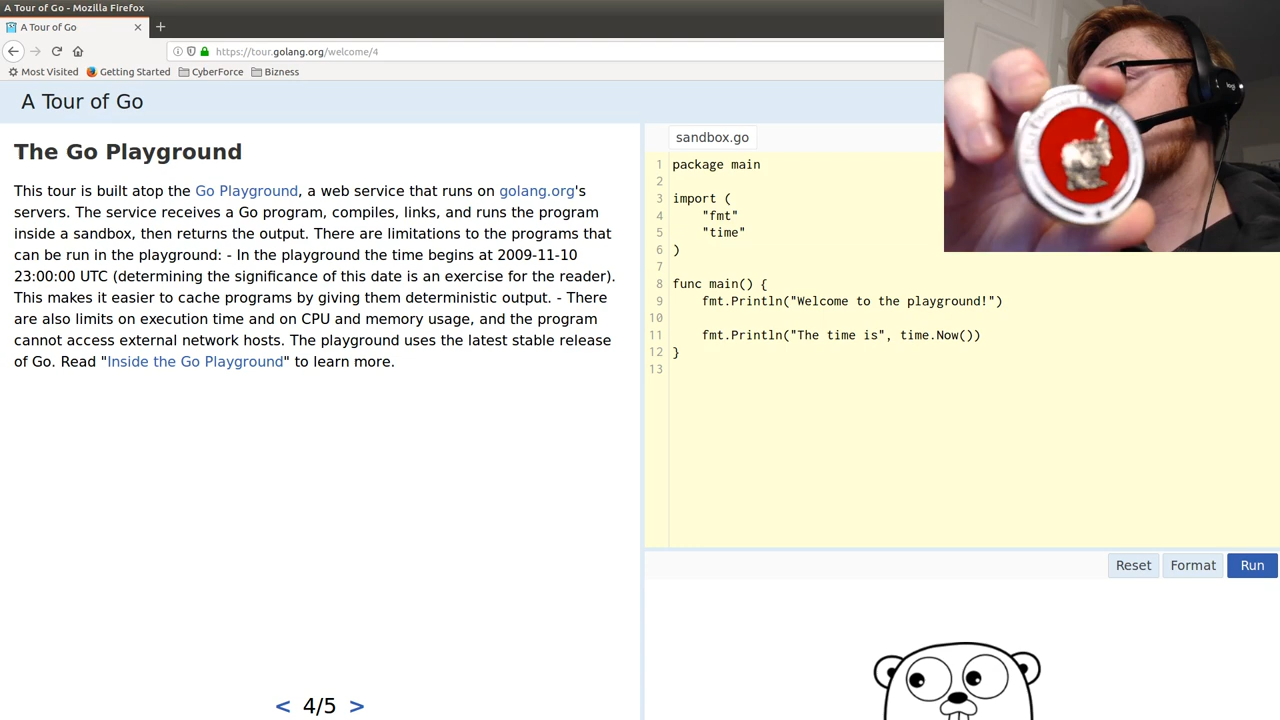 A Tour of Go - Mozilla Firefox
A Tour of Go
https://tour.golang.org/welcome/4
Most Visited
Getting Started
CyberForce
Bizness
A Tour of Go
The Go Playground
This tour is built atop the Go Playground, a web service that runs on golang.org's
servers. The service receives a Go program, compiles, links, and runs the program
inside a sandbox, then returns the output. There are limitations to the programs that
can be run in the playground: - In the playground the time begins at 2009-11-10
23:00:00 UTC (determining the significance of this date is an exercise for the reader).
This makes it easier to cache programs by giving them deterministic output. - There
are also limits on execution time and on CPU and memory usage, and the program
cannot access external network hosts. The playground uses the latest stable release
of Go. Read "Inside the Go Playground" to learn more.
< 4/5 >
sandbox.go
1 package main
2
3 import (
4 "fmt"
5 "time"
6 )
7
8 func main() {
9 fmt.Println("Welcome to the playground!")
10
11 fmt.Println("The time is", time.Now())
12 }
13
Reset
Format
Run
logi